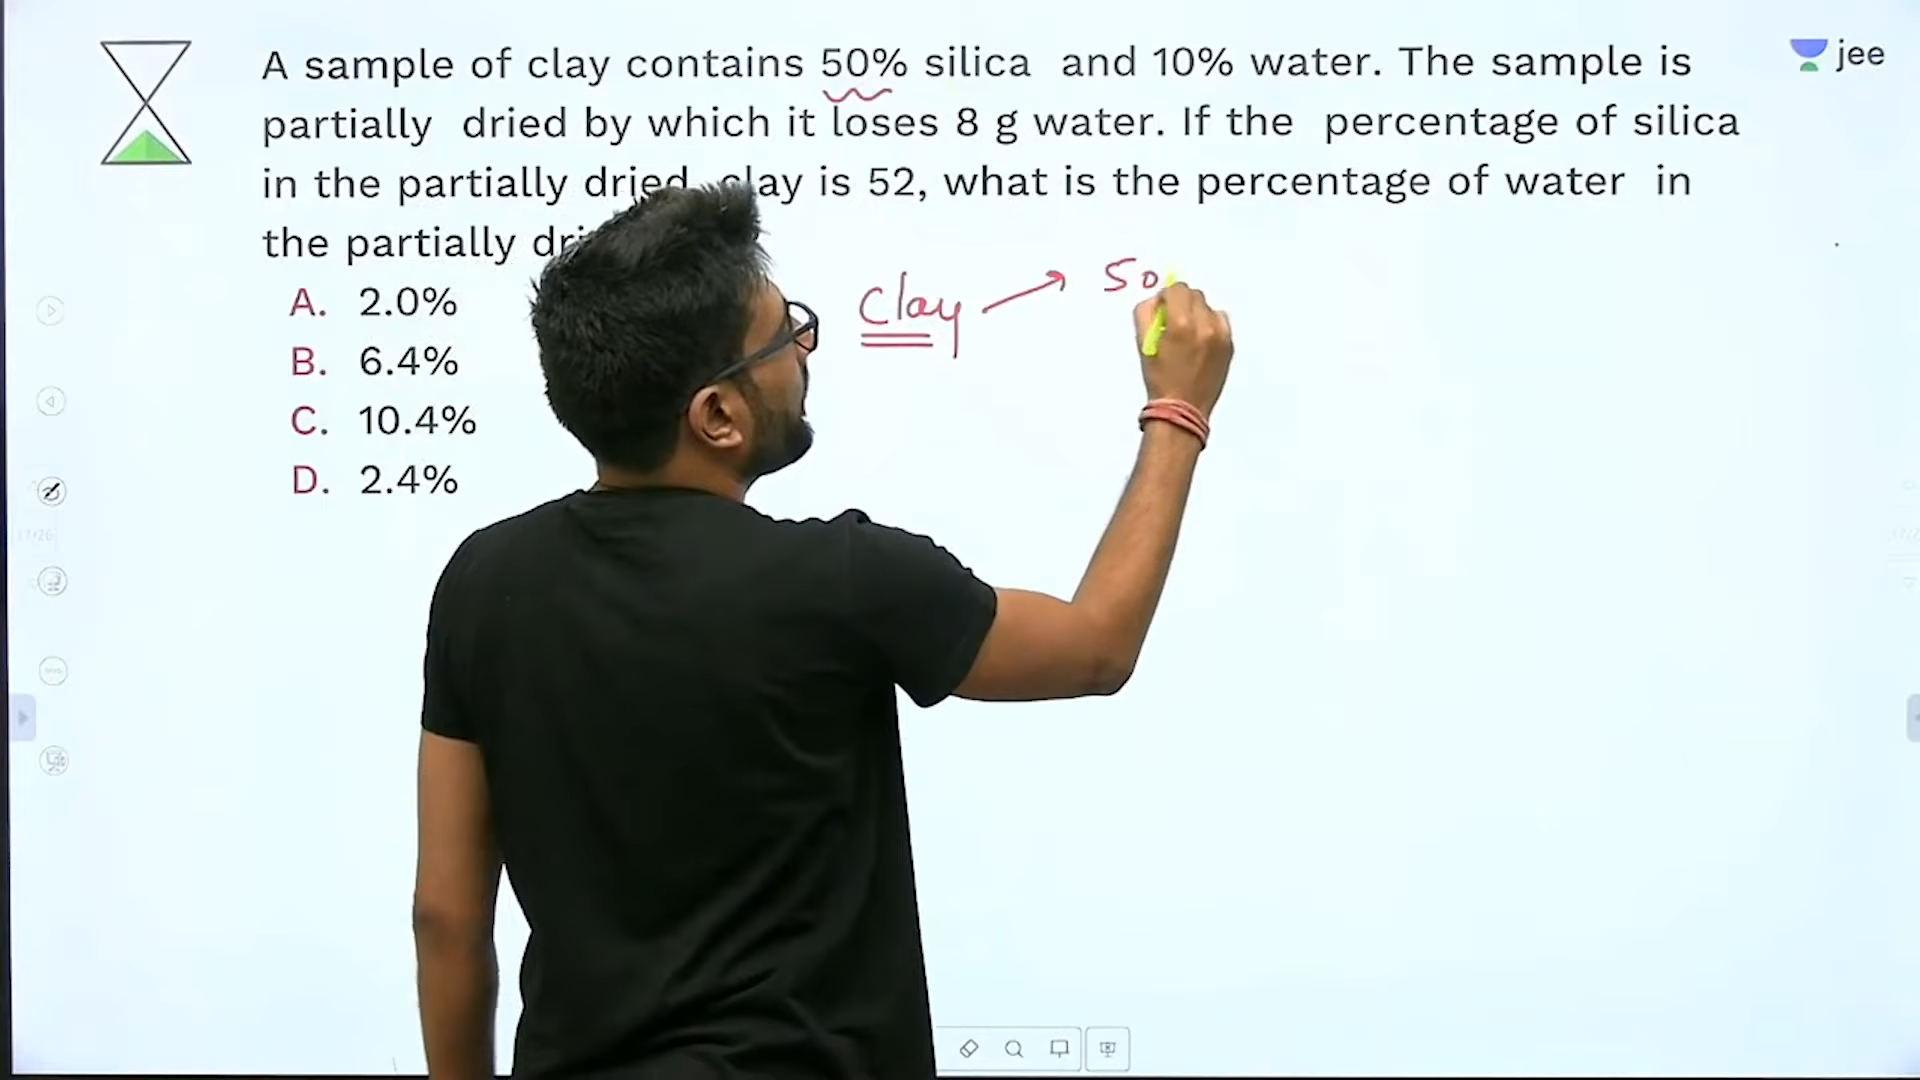 A sample of clay contains 50% silica and 10% water. The sample is
partially dried by which it loses 8 g water. If the percentage of silica
in the partially dried clay is 52, what is the percentage of water in
the partially
A. 2.0%
B. 6.4%
C. 10.4%
D. 2.4%
Clay → 50
jee
17/26